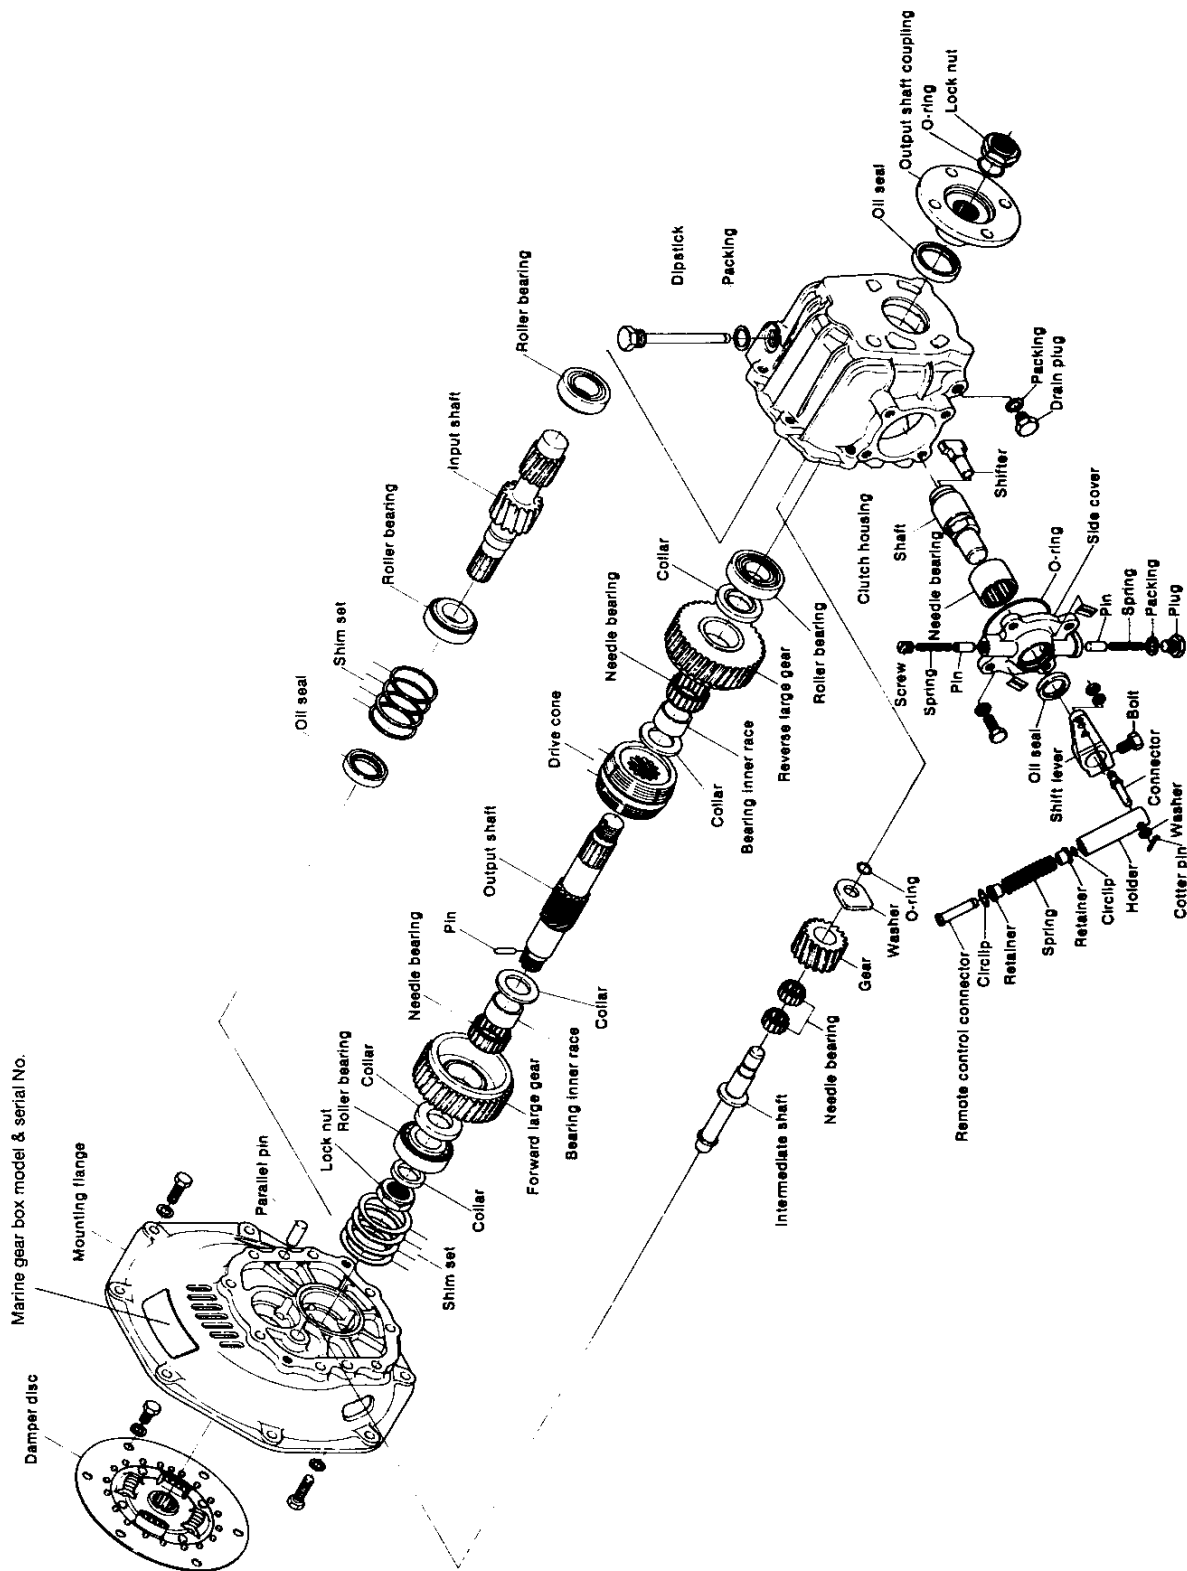 Marine gear box model & serial No.
Damper disc
Mounting flange
Parallel pin
Lock nut
Roller bearing
Collar
Needle bearing
Pin
Output shaft
Drive cone
Needle bearing
Collar
Oil seal
Shim set
Roller bearing
Input shaft
Roller bearing
Dipstick
Packing
Oil seal
Output shaft coupling
O-ring
Lock nut
Shim set
Collar
Forward large gear
Bearing inner race
Collar
Collar
Bearing inner race
Reverse large gear
Roller bearing
Clutch housing
Shaft
Needle bearing
Shifter
Packing
Drain plug
Intermediate shaft
Needle bearing
Gear
Washer
O-ring
Screw
Spring
Pin
O-ring
Side cover
Pin
Spring
Packing
Plug
Oil seal
Shift lever
Bolt
Connector
Washer
Cotter pin
Remote control connector
Circlip
Retainer
Spring
Retainer
Circlip
Holder